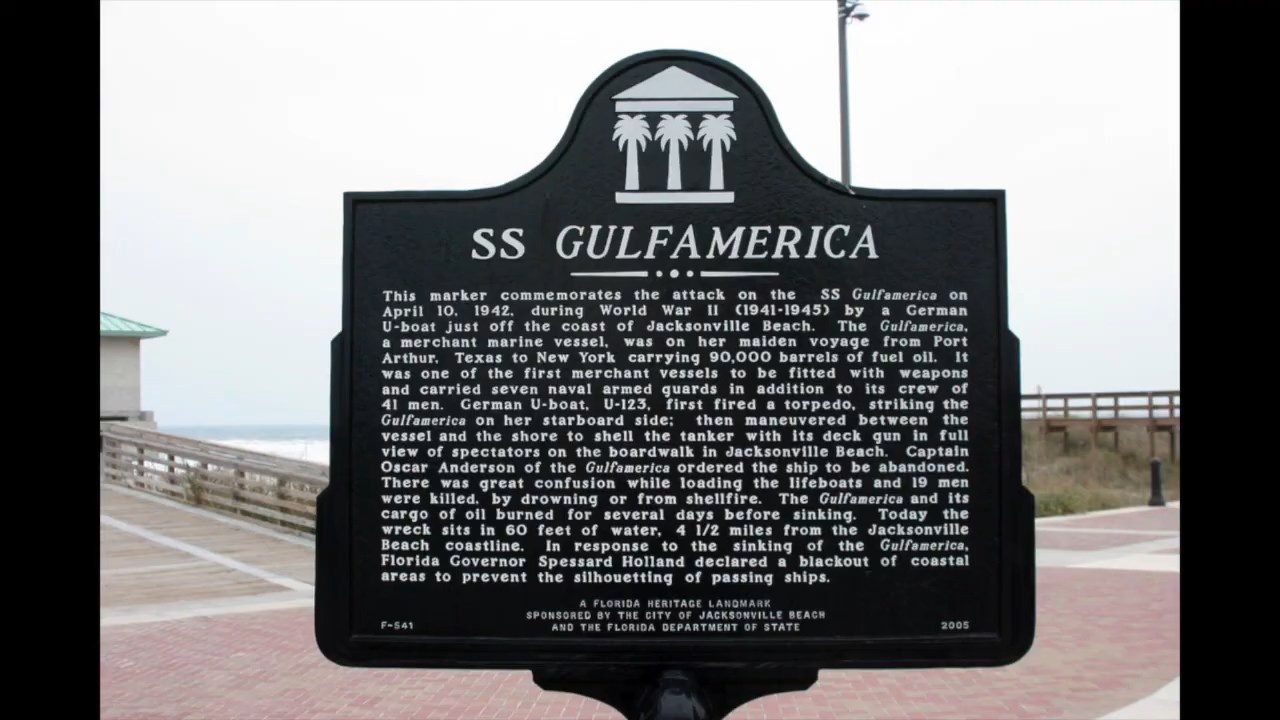 SS GULFAMERICA
This marker commemorates the attack on the SS Gulfamerica on
April 10, 1942, during World War II (1941-1945) by a German
U-boat just off the coast of Jacksonville Beach. The Gulfamerica,
a merchant marine vessel, was on her maiden voyage from Port
Arthur, Texas to New York carrying 90,000 barrels of fuel oil. It
was one of the first merchant vessels to be fitted with weapons
and carried seven naval armed guards in addition to its crew of
41 men. German U-boat, U-123, first fired a torpedo, striking the
Gulfamerica on her starboard side; then maneuvered between the
vessel and the shore to shell the tanker with its deck gun in full
view of spectators on the boardwalk in Jacksonville Beach. Captain
Oscar Anderson of the Gulfamerica ordered the ship to be abandoned.
There was great confusion while loading the lifeboats and 19 men
were killed, by drowning or from shellfire. The Gulfamerica and its
cargo of oil burned for several days before sinking. Today the
wreck sits in 60 feet of water, 4 1/2 miles from the Jacksonville
Beach coastline. In response to the sinking of the Gulfamerica,
Florida Governor Spessard Holland declared a blackout of coastal
areas to prevent the silhouetting of passing ships.
A FLORIDA HERITAGE LANDMARK
SPONSORED BY THE CITY OF JACKSONVILLE BEACH
F-541 AND THE FLORIDA DEPARTMENT OF STATE 2005